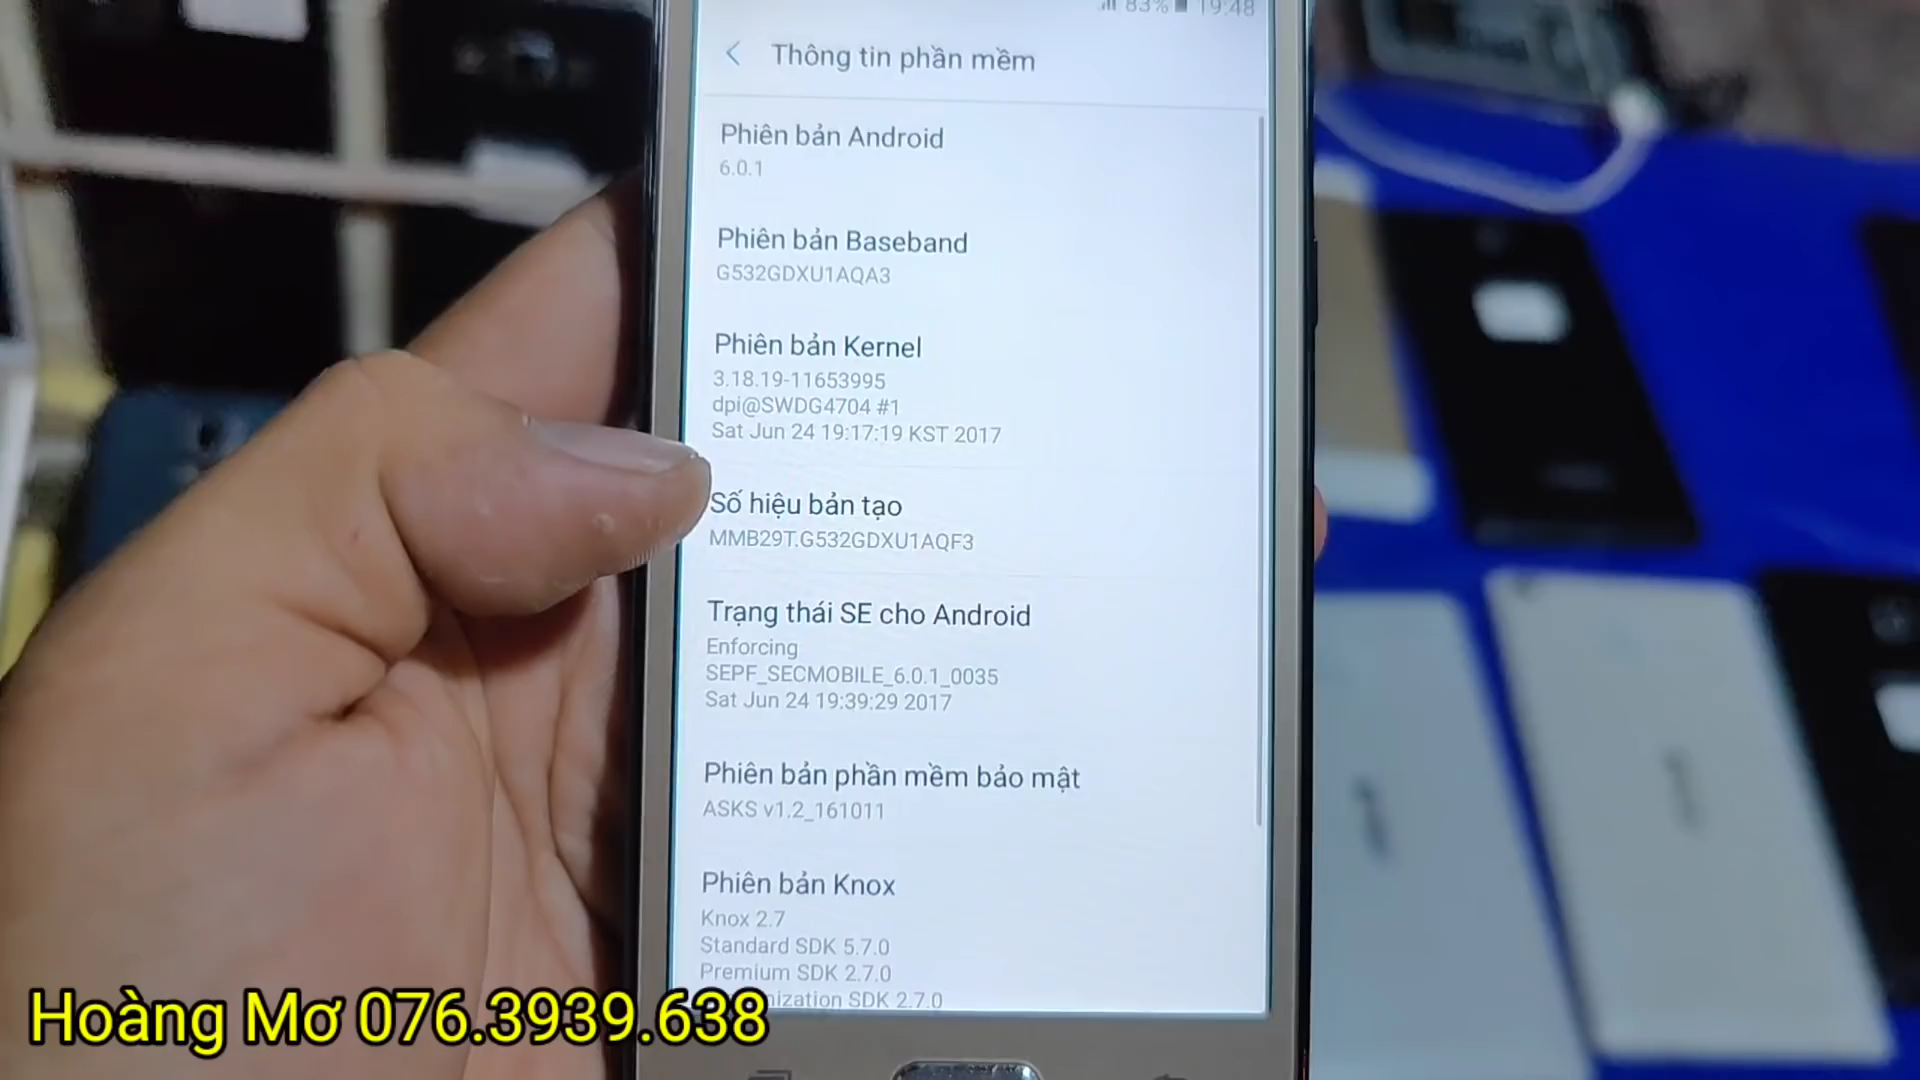 83% 19:48
Thông tin phần mềm
Phiên bản Android
6.0.1
Phiên bản Baseband
G532GDXU1AQA3
Phiên bản Kernel
3.18.19-11653995
dpi@SWDG4704 #1
Sat Jun 24 19:17:19 KST 2017
Số hiệu bản tạo
MMB29T.G532GDXU1AQF3
Trạng thái SE cho Android
Enforcing
SEPF_SECMOBILE_6.0.1_0035
Sat Jun 24 19:39:29 2017
Phiên bản phần mềm bảo mật
ASKS v1.2_161011
Phiên bản Knox
Knox 2.7
Standard SDK 5.7.0
Premium SDK 2.7.0
SDK 2.7.0
Hoàng Mơ 076.3939.638